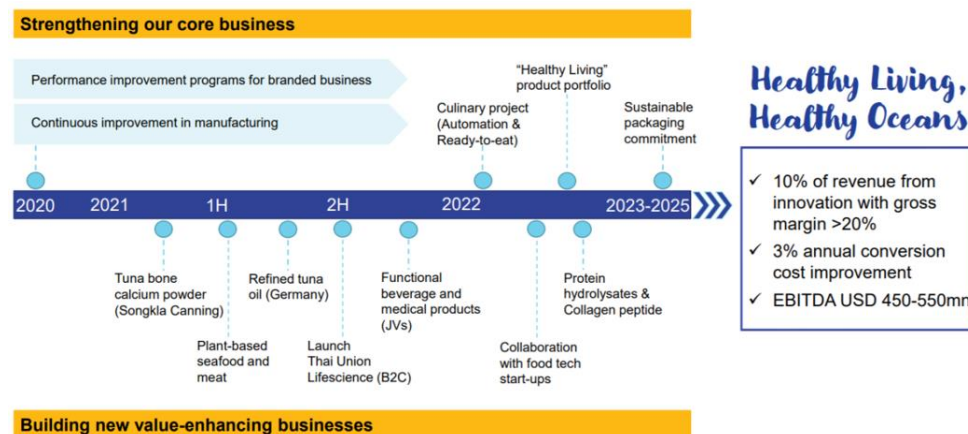 Strengthening our core business
Performance improvement programs for branded business
Continuous improvement in manufacturing
Culinary project
(Automation &
Ready-to-eat)
“Healthy Living”
product portfolio
Sustainable
packaging
commitment
2020
2021
1H
2H
2022
2023-2025
Tuna bone
calcium powder
(Songkla Canning)
Plant-based
seafood and
meat
Refined tuna
oil (Germany)
Launch
Thai Union
Lifescience (B2C)
Functional
beverage and
medical products
(JVs)
Collaboration
with food tech
start-ups
Protein
hydrolysates &
Collagen peptide
Building new value-enhancing businesses
Healthy Living,
Healthy Oceans
✓ 10% of revenue from
innovation with gross
margin >20%
✓ 3% annual conversion
cost improvement
✓ EBITDA USD 450-550mn